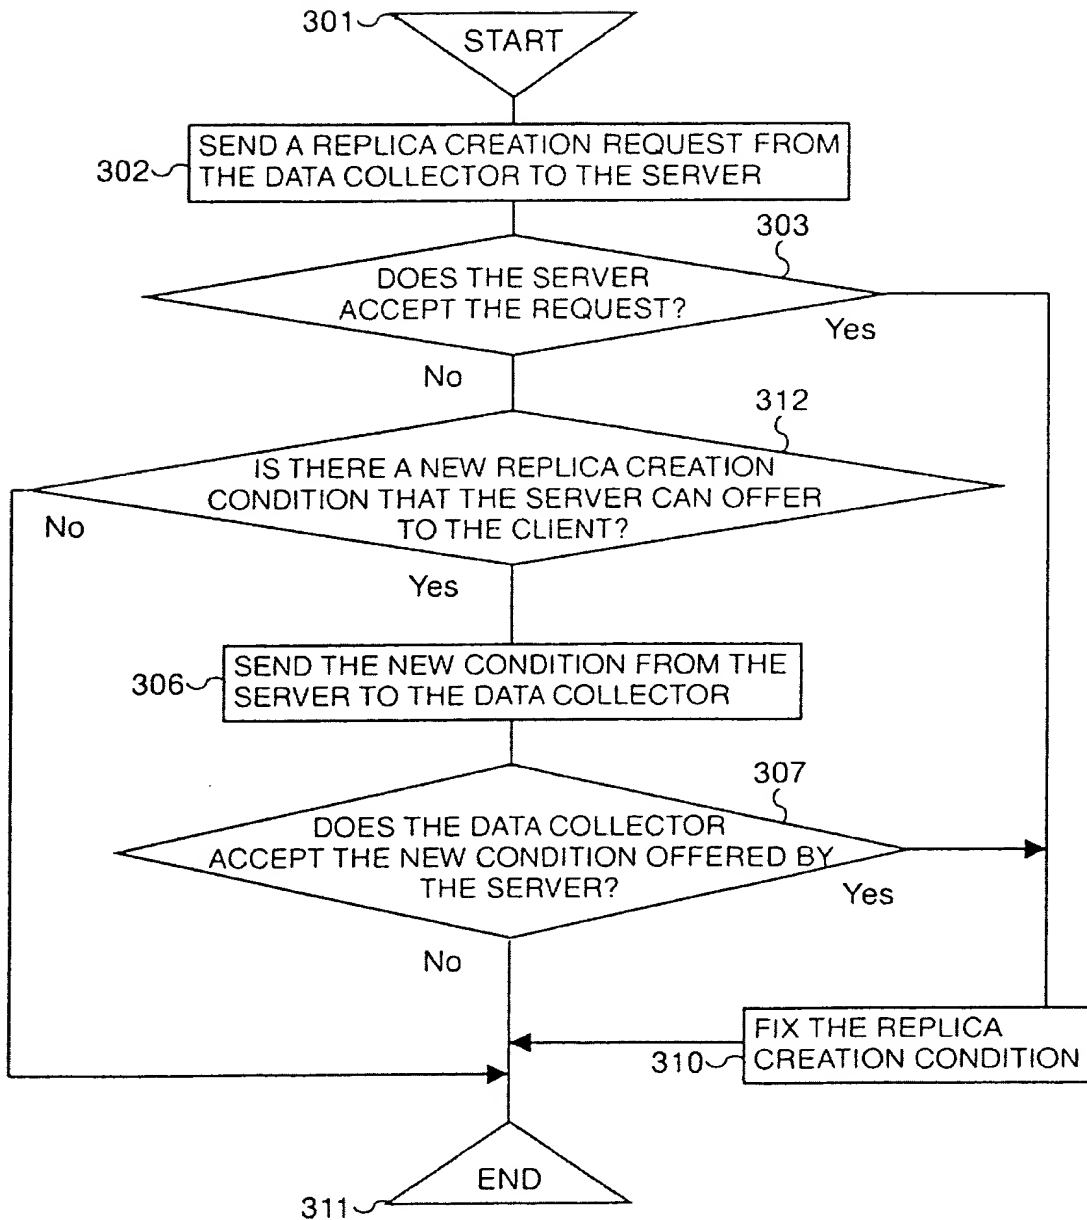 301
START
302
SEND A REPLICA CREATION REQUEST FROM
THE DATA COLLECTOR TO THE SERVER
303
DOES THE SERVER
ACCEPT THE REQUEST?
Yes
No
312
IS THERE A NEW REPLICA CREATION
CONDITION THAT THE SERVER CAN OFFER
TO THE CLIENT?
No
Yes
306
SEND THE NEW CONDITION FROM THE
SERVER TO THE DATA COLLECTOR
307
DOES THE DATA COLLECTOR
ACCEPT THE NEW CONDITION OFFERED BY
THE SERVER?
Yes
No
FIX THE REPLICA
CREATION CONDITION
310
END
311